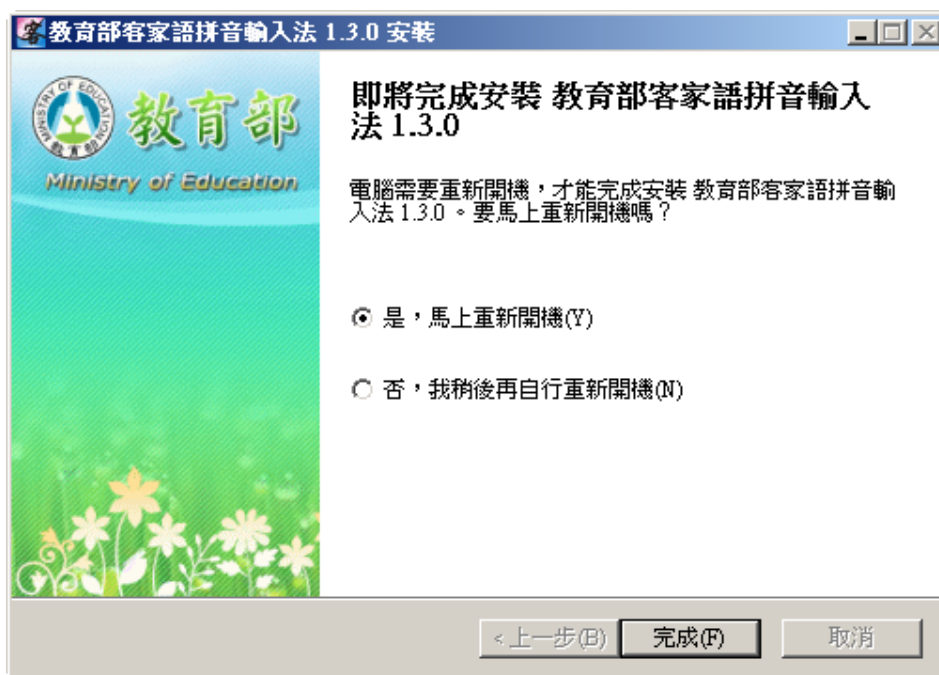 客 教育部客家語拼音輸入法 1.3.0 安裝
MINISTRY OF EDUCATION
教育部
教育部
Ministry of Education
即將完成安裝 教育部客家語拼音輸入
法 1.3.0
電腦需要重新開機，才能完成安裝 教育部客家語拼音輸
入法 1.3.0 。要馬上重新開機嗎？
是，馬上重新開機(Y)
否，我稍後再自行重新開機(N)
<上一步(B) 完成(F) 取消